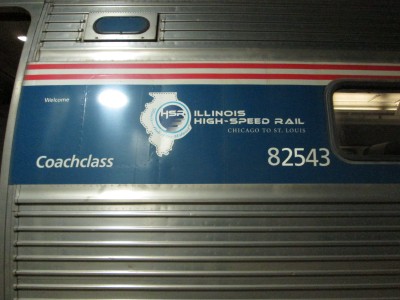 Welcome
HSR
ILLINOIS
HIGH-SPEED RAIL
CHICAGO TO ST. LOUIS
Coachclass
82543